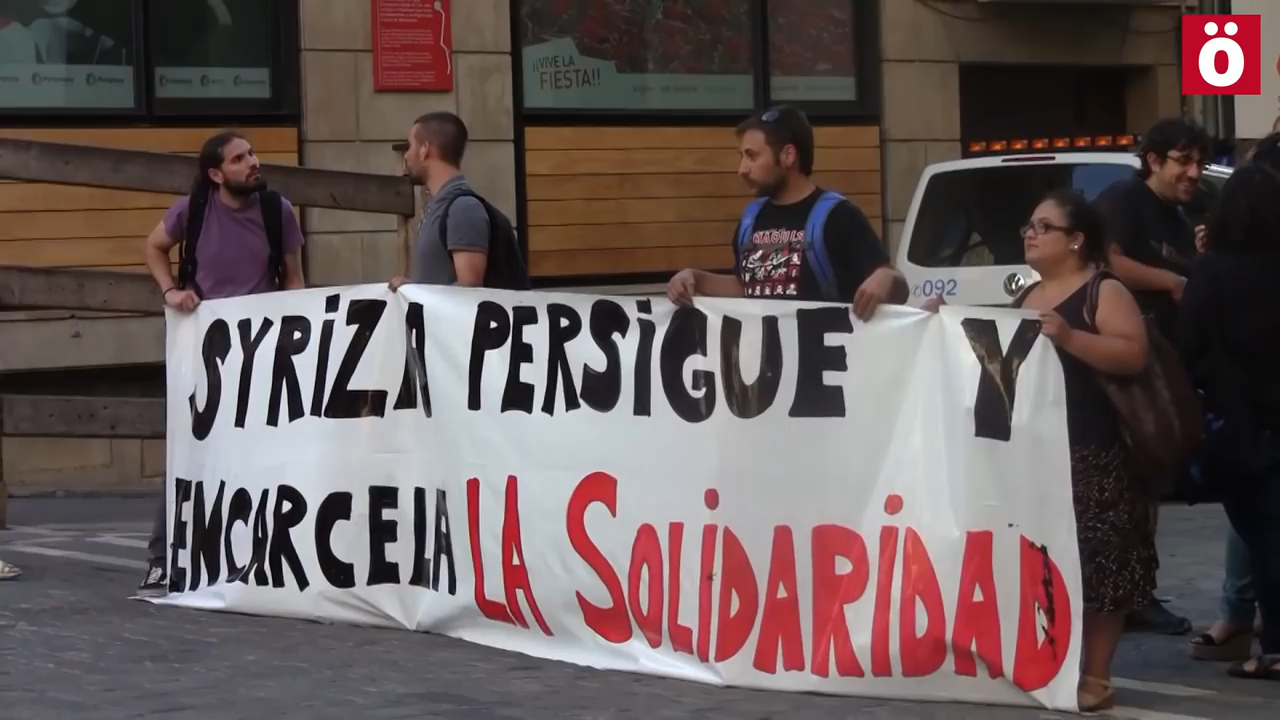 Ö
¡¡VIVE LA
FIESTA!!
092
SYRiZA PERSiGUE Y
ENCARCELA LA SOLiDARiDAD